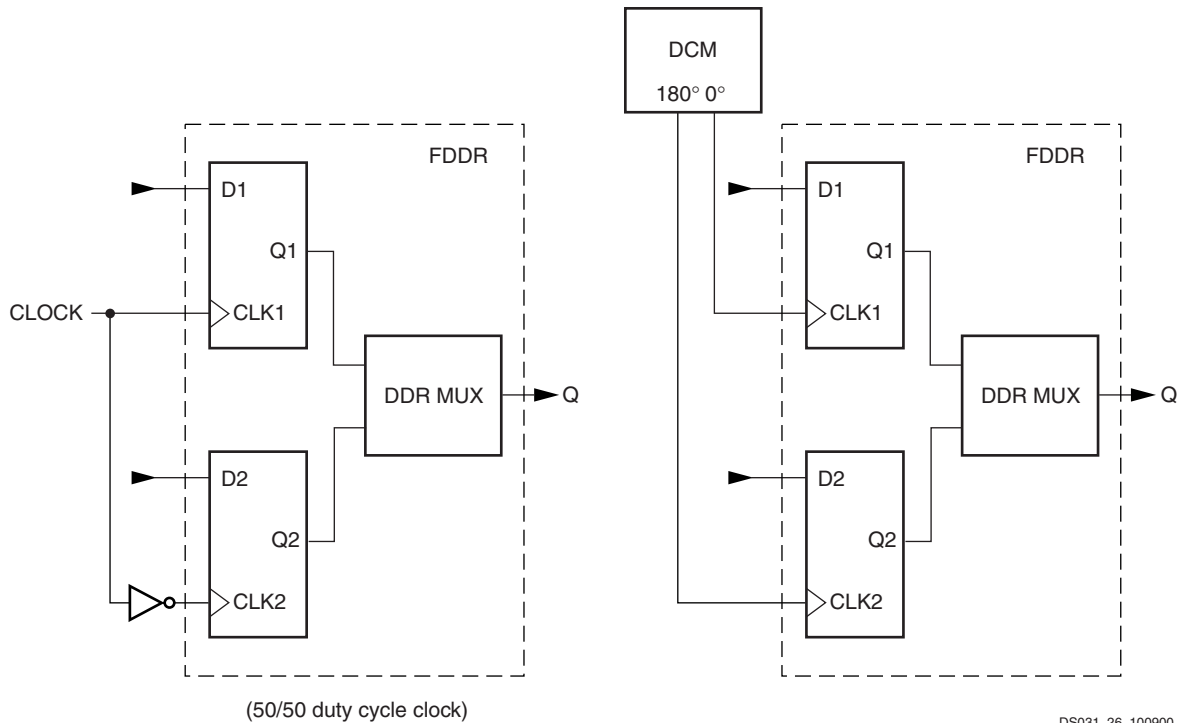 DCM
180° 0°
FDDR
D1
Q1
CLOCK
CLK1
DDR MUX
Q
D2
Q2
CLK2
(50/50 duty cycle clock)
FDDR
D1
Q1
CLK1
DDR MUX
Q
D2
Q2
CLK2
DS031_26_100900